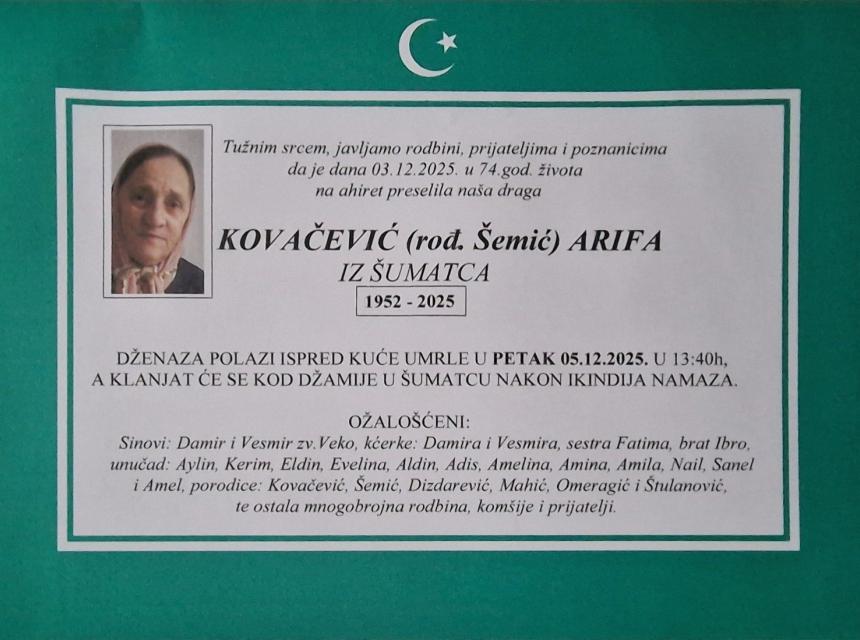 Tužnim srcem, javljamo rodbini, prijateljima i poznanicima
da je dana 03.12.2025. u 74.god. života
na ahiret preselila naša draga
KOVAČEVIĆ (rođ. Šemić) ARIFA
IZ ŠUMATCA
1952 - 2025
DŽENAZA POLAZI ISPRED KUĆE UMRLE U PETAK 05.12.2025. U 13:40h,
A KLANJAT ĆE SE KOD DŽAMIJE U ŠUMATCU NAKON IKINDIJA NAMAZA.
OŽALOŠĆENI:
Sinovi: Damir i Vesmir zv.Veko, kćerke: Damira i Vesmira, sestra Fatima, brat Ibro,
unučad: Aylin, Kerim, Eldin, Evelina, Aldin, Adis, Amelina, Amina, Amila, Nail, Sanel
i Amel, porodice: Kovačević, Šemić, Dizdarević, Mahić, Omeragić i Štulanović,
te ostala mnogobrojna rodbina, komšije i prijatelji.